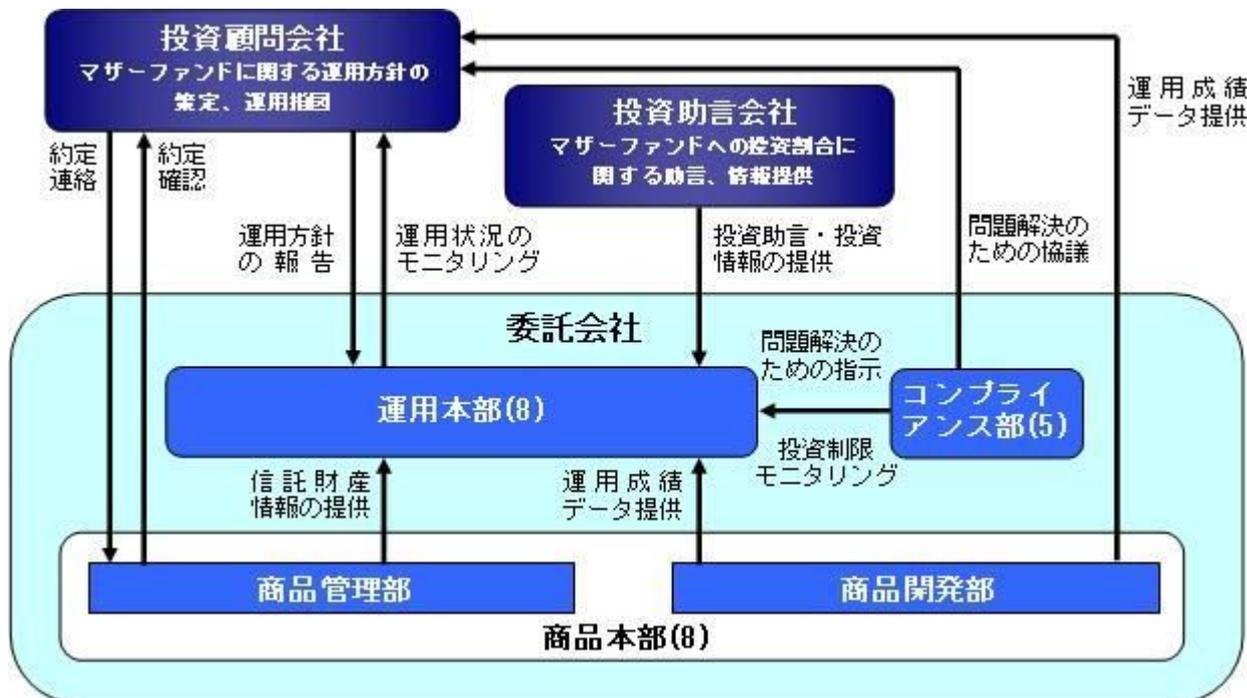 投資顧問会社
マザーファンドに関する運用方針の
策定、運用指図
運用成績
データ提供
投資助言会社
マザーファンドへの投資割合に
関する助言、情報提供
約定
連絡
約定
確認
運用方針
の報告
運用状況の
モニタリング
投資助言・投資
情報の提供
問題解決の
ための協議
委託会社
問題解決の
ための指示
運用本部(8)
コンプライ
アンス部(5)
投資制限
モニタリング
信託財産
情報の提供
運用成績
データ提供
商品管理部
商品開発部
商品本部(8)